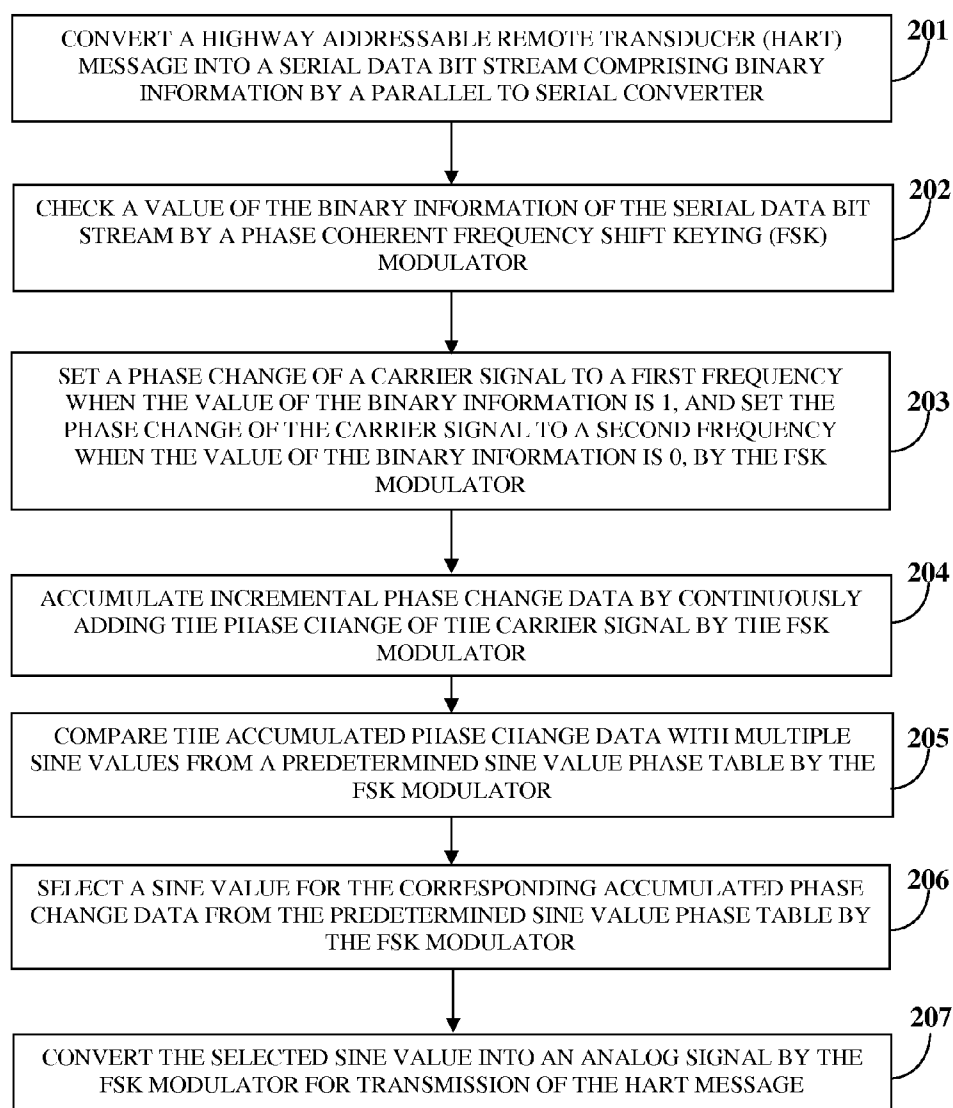 CONVERT A HIGHWAY ADDRESSABLE REMOTE TRANSDUCER (HART)
MESSAGE INTO A SERIAL DATA BIT STREAM COMPRISING BINARY
INFORMATION BY A PARALLEL TO SERIAL CONVERTER
201
CHECK A VALUE OF THE BINARY INFORMATION OF THE SERIAL DATA BIT
STREAM BY A PHASE COHERENT FREQUENCY SHIFT KEYING (FSK)
MODULATOR
202
SET A PHASE CHANGE OF A CARRIER SIGNAL TO A FIRST FREQUENCY
WHEN THE VALUE OF THE BINARY INFORMATION IS 1, AND SET THE
PHASE CHANGE OF THE CARRIER SIGNAL TO A SECOND FREQUENCY
WHEN THE VALUE OF THE BINARY INFORMATION IS 0, BY THE FSK
MODULATOR
203
ACCUMULATE INCREMENTAL PHASE CHANGE DATA BY CONTINUOUSLY
ADDING THE PHASE CHANGE OF THE CARRIER SIGNAL BY THE FSK
MODULATOR
204
COMPARE THE ACCUMULATED PHASE CHANGE DATA WITH MULTIPLE
SINE VALUES FROM A PREDETERMINED SINE VALUE PHASE TABLE BY THE
FSK MODULATOR
205
SELECT A SINE VALUE FOR THE CORRESPONDING ACCUMULATED PHASE
CHANGE DATA FROM THE PREDETERMINED SINE VALUE PHASE TABLE BY
THE FSK MODULATOR
206
CONVERT THE SELECTED SINE VALUE INTO AN ANALOG SIGNAL BY THE
FSK MODULATOR FOR TRANSMISSION OF THE HART MESSAGE
207